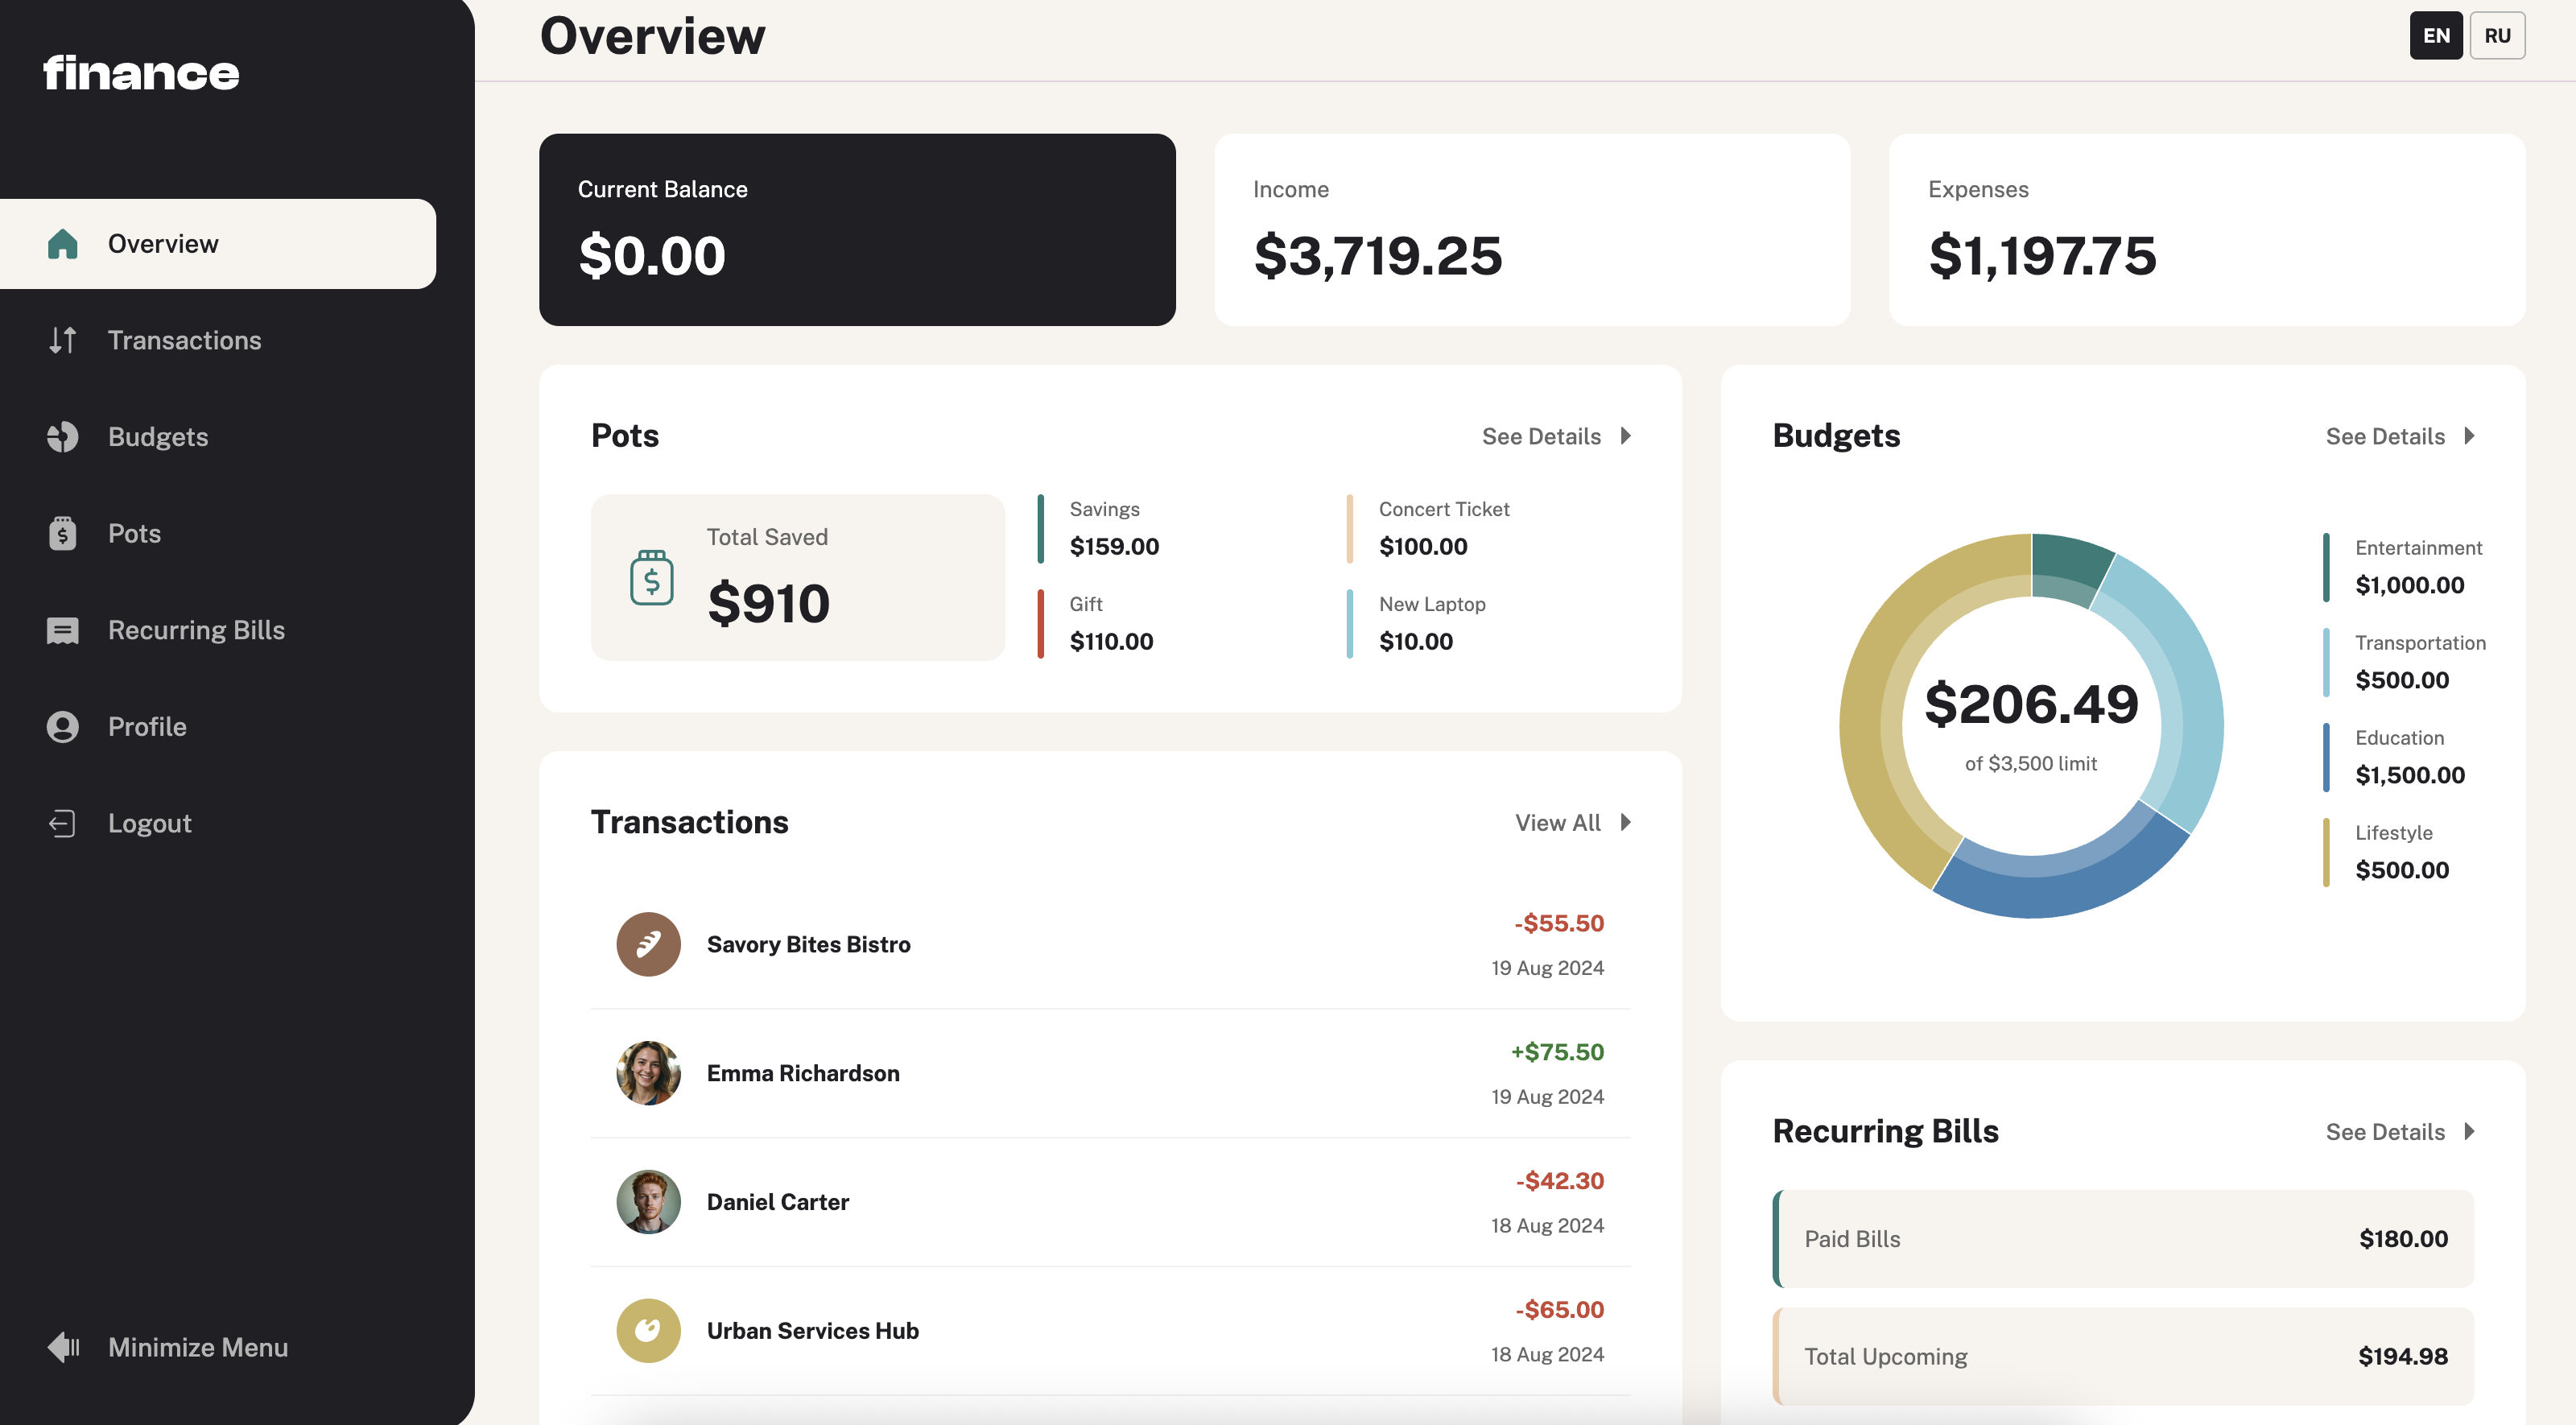 finance
Overview
Transactions
Budgets
Pots
Recurring Bills
Profile
Logout
Minimize Menu
Overview
EN
RU
Current Balance
$0.00
Income
$3,719.25
Expenses
$1,197.75
Pots
See Details
Total Saved
$910
Savings
$159.00
Concert Ticket
$100.00
Gift
$110.00
New Laptop
$10.00
Transactions
View All
Savory Bites Bistro
-$55.50
19 Aug 2024
Emma Richardson
+$75.50
19 Aug 2024
Daniel Carter
-$42.30
18 Aug 2024
Urban Services Hub
-$65.00
18 Aug 2024
Budgets
See Details
$206.49
of $3,500 limit
Entertainment
$1,000.00
Transportation
$500.00
Education
$1,500.00
Lifestyle
$500.00
Recurring Bills
See Details
Paid Bills
$180.00
Total Upcoming
$194.98